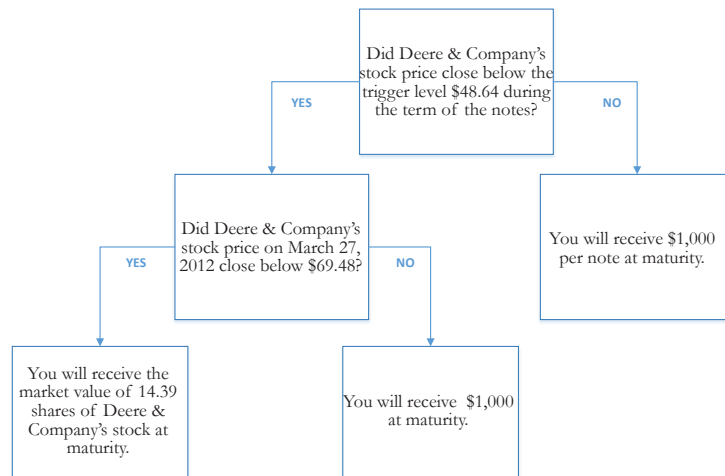 Did Deere & Company's
stock price close below the
trigger level $48.64 during
the term of the notes?
YES
NO
Did Deere & Company's
stock price on March 27,
2012 close below $69.48?
You will receive $1,000
per note at maturity.
YES
NO
You will receive the
market value of 14.39
shares of Deere &
Company's stock at
maturity.
You will receive $1,000
at maturity.